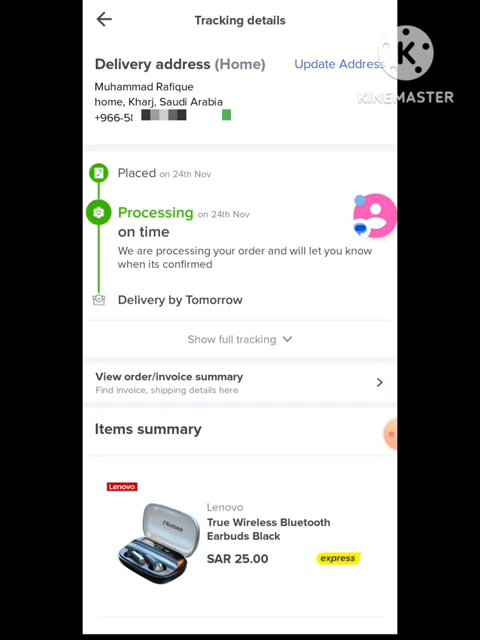 Tracking details
Delivery address (Home)
Update Address
K
KINEMASTER
Muhammad Rafique
home, Kharj, Saudi Arabia
+966-58
Placed on 24th Nov
Processing on 24th Nov
on time
We are processing your order and will let you know
when its confirmed
Delivery by Tomorrow
Show full tracking
View order/invoice summary
Find invoice, shipping details here
Items summary
Lenovo
Lenovo
Lenovo
True Wireless Bluetooth
Earbuds Black
SAR 25.00
express